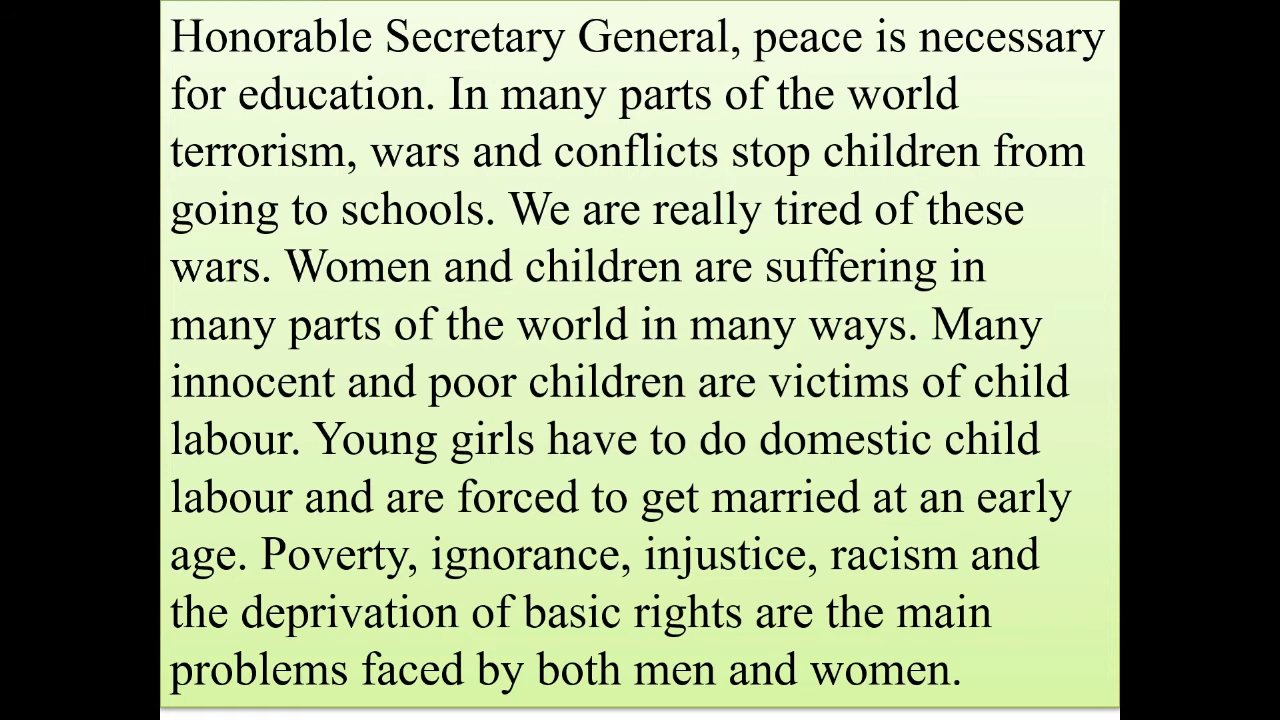 Honorable Secretary General, peace is necessary
for education. In many parts of the world
terrorism, wars and conflicts stop children from
going to schools. We are really tired of these
wars. Women and children are suffering in
many parts of the world in many ways. Many
innocent and poor children are victims of child
labour. Young girls have to do domestic child
labour and are forced to get married at an early
age. Poverty, ignorance, injustice, racism and
the deprivation of basic rights are the main
problems faced by both men and women.